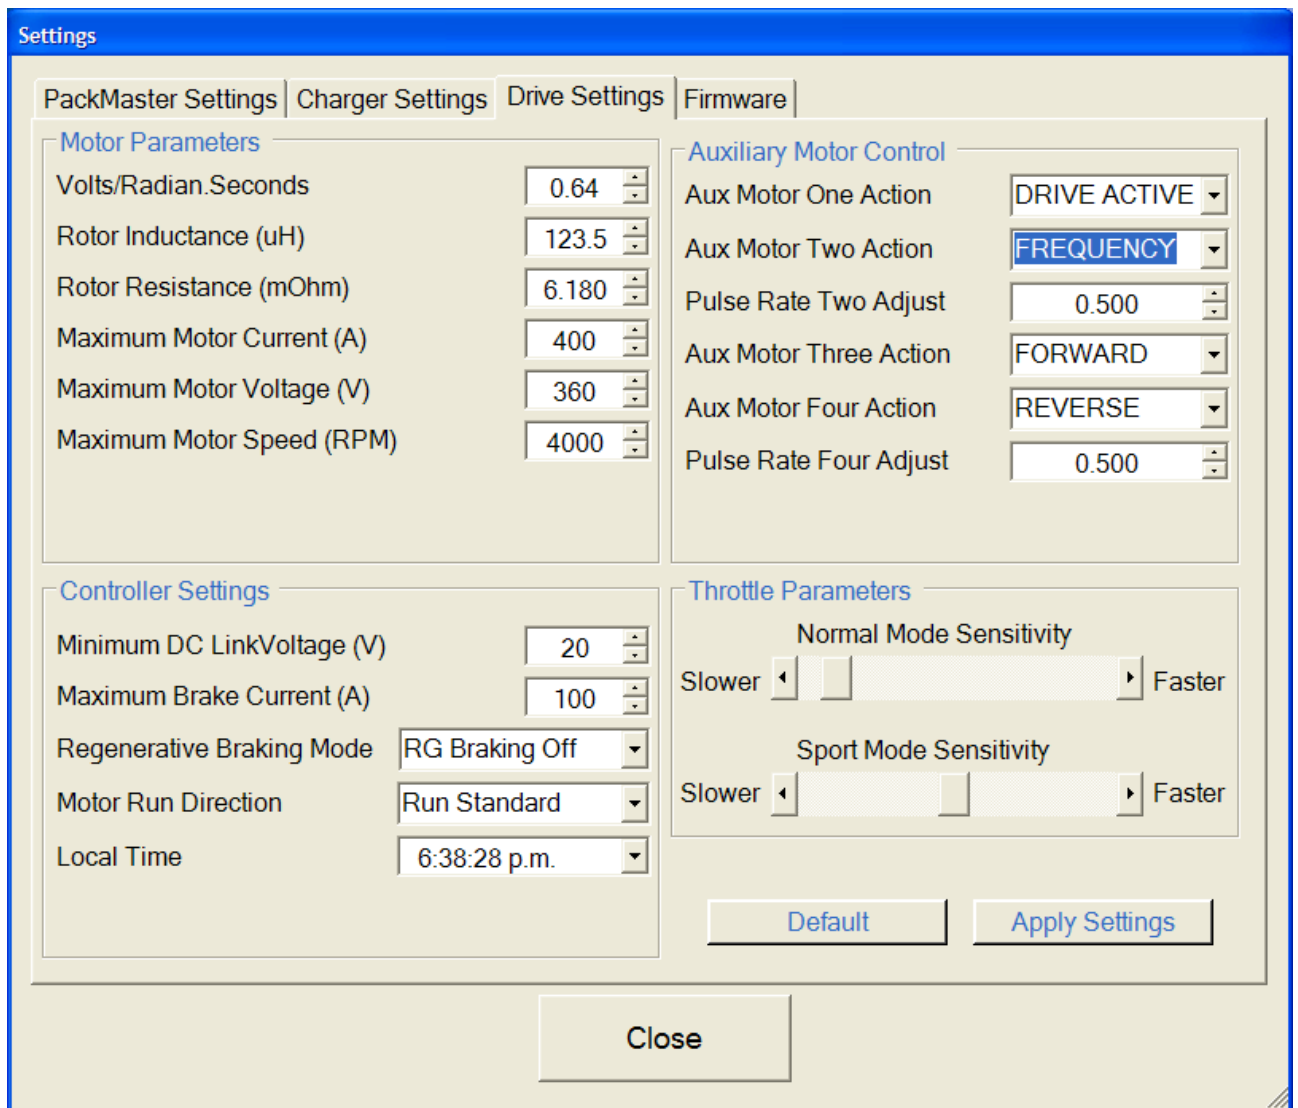 Settings
PackMaster Settings Charger Settings Drive Settings Firmware
Motor Parameters
Volts/Radian.Seconds 0.64
Rotor Inductance (uH) 123.5
Rotor Resistance (mOhm) 6.180
Maximum Motor Current (A) 400
Maximum Motor Voltage (V) 360
Maximum Motor Speed (RPM) 4000
Auxiliary Motor Control
Aux Motor One Action DRIVE ACTIVE
Aux Motor Two Action FREQUENCY
Pulse Rate Two Adjust 0.500
Aux Motor Three Action FORWARD
Aux Motor Four Action REVERSE
Pulse Rate Four Adjust 0.500
Controller Settings
Minimum DC LinkVoltage (V) 20
Maximum Brake Current (A) 100
Regenerative Braking Mode RG Braking Off
Motor Run Direction Run Standard
Local Time 6:38:28 p.m.
Throttle Parameters
Normal Mode Sensitivity
Slower Faster
Sport Mode Sensitivity
Slower Faster
Default Apply Settings
Close